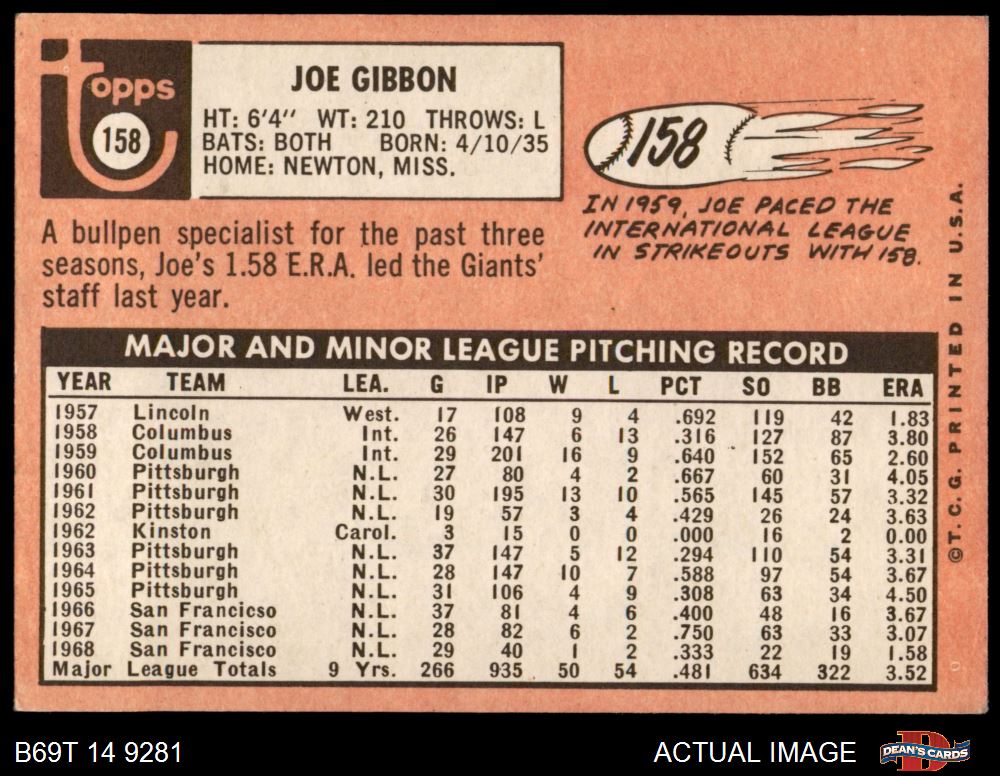 topps
158
JOE GIBBON
HT: 6'4" WT: 210 THROWS: L
BATS: BOTH BORN: 4/10/35
HOME: NEWTON, MISS.
158
IN 1959, JOE PACED THE
INTERNATIONAL LEAGUE
IN STRIKEOUTS WITH 158.
A bullpen specialist for the past three
seasons, Joe's 1.58 E.R.A. led the Giants'
staff last year.
MAJOR AND MINOR LEAGUE PITCHING RECORD
YEAR TEAM LEA. G IP W L PCT SO BB ERA
1957 Lincoln West. 17 108 9 4 .692 119 42 1.83
1958 Columbus Int. 26 147 6 13 .316 127 87 3.80
1959 Columbus Int. 29 201 16 9 .640 152 65 2.60
1960 Pittsburgh N.L. 27 80 4 2 .667 60 31 4.05
1961 Pittsburgh N.L. 30 195 13 10 .565 145 57 3.32
1962 Pittsburgh N.L. 19 57 3 4 .429 26 24 3.63
1962 Kinston Carol. 3 15 0 0 .000 16 2 0.00
1963 Pittsburgh N.L. 37 147 5 12 .294 110 54 3.31
1964 Pittsburgh N.L. 28 147 10 7 .588 97 54 3.67
1965 Pittsburgh N.L. 31 106 4 9 .308 63 34 4.50
1966 San Francicso N.L. 37 81 4 6 .400 48 16 3.67
1967 San Francisco N.L. 28 82 6 2 .750 63 33 3.07
1968 San Francisco N.L. 29 40 1 2 .333 22 19 1.58
Major League Totals 9 Yrs. 266 935 50 54 .481 634 322 3.52
©T. C. G. PRINTED IN U.S.A.
B69T 14 9281
ACTUAL IMAGE
DEAN'S CARDS